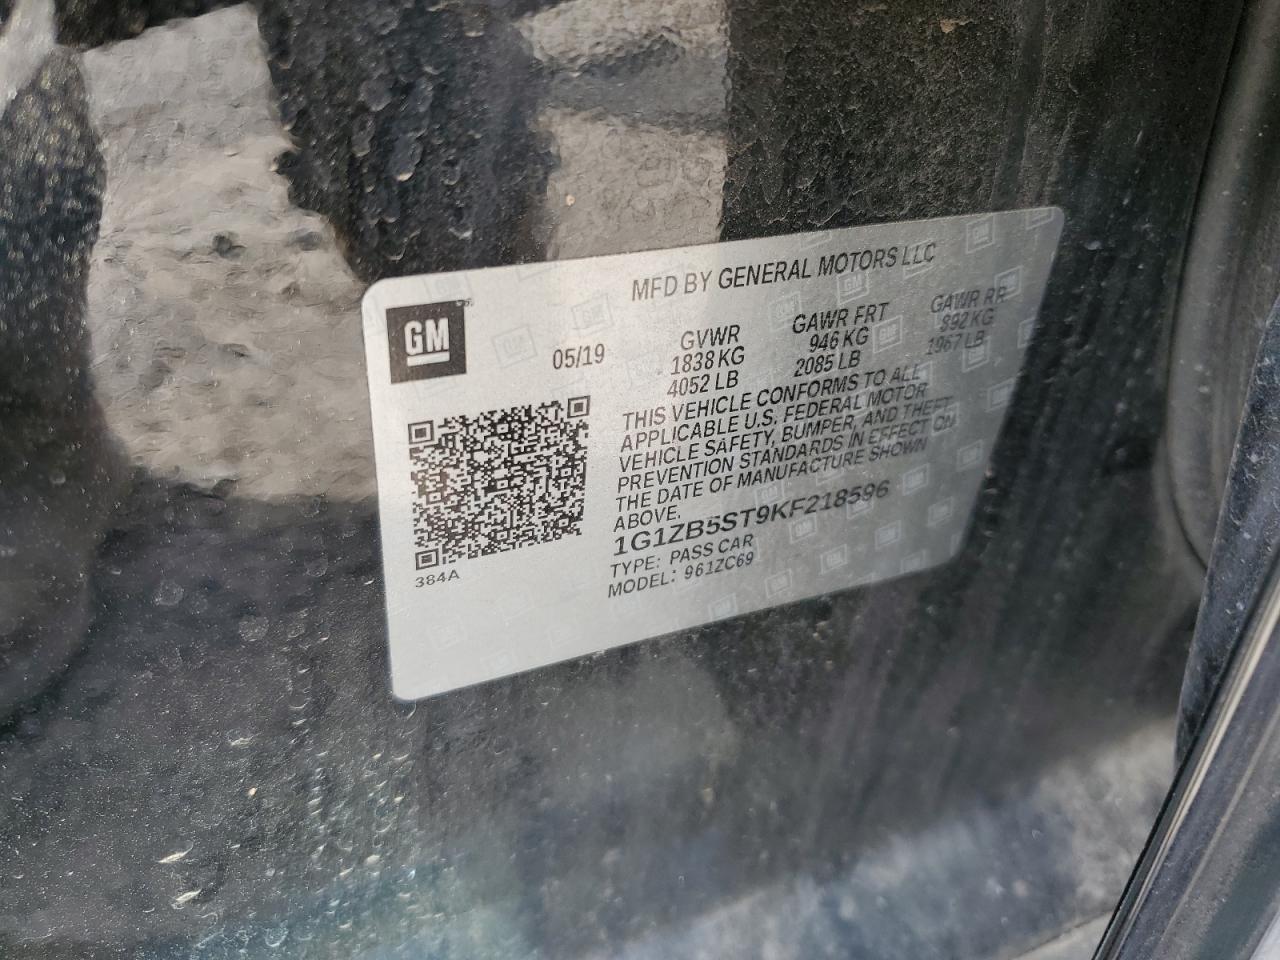 MFD BY GENERAL MOTORS LLC
GM
05/19
GVWR
1838 KG
4052 LB
GAWR FRT
946 KG
2085 LB
GAWR RR
892 KG
1967 LB
THIS VEHICLE CONFORMS TO ALL
APPLICABLE U.S. FEDERAL MOTOR
VEHICLE SAFETY, BUMPER, AND THEFT
PREVENTION STANDARDS IN EFFECT ON
THE DATE OF MANUFACTURE SHOWN
ABOVE.
1G1ZB5ST9KF218596
TYPE: PASS CAR
MODEL: 961ZC69
384A